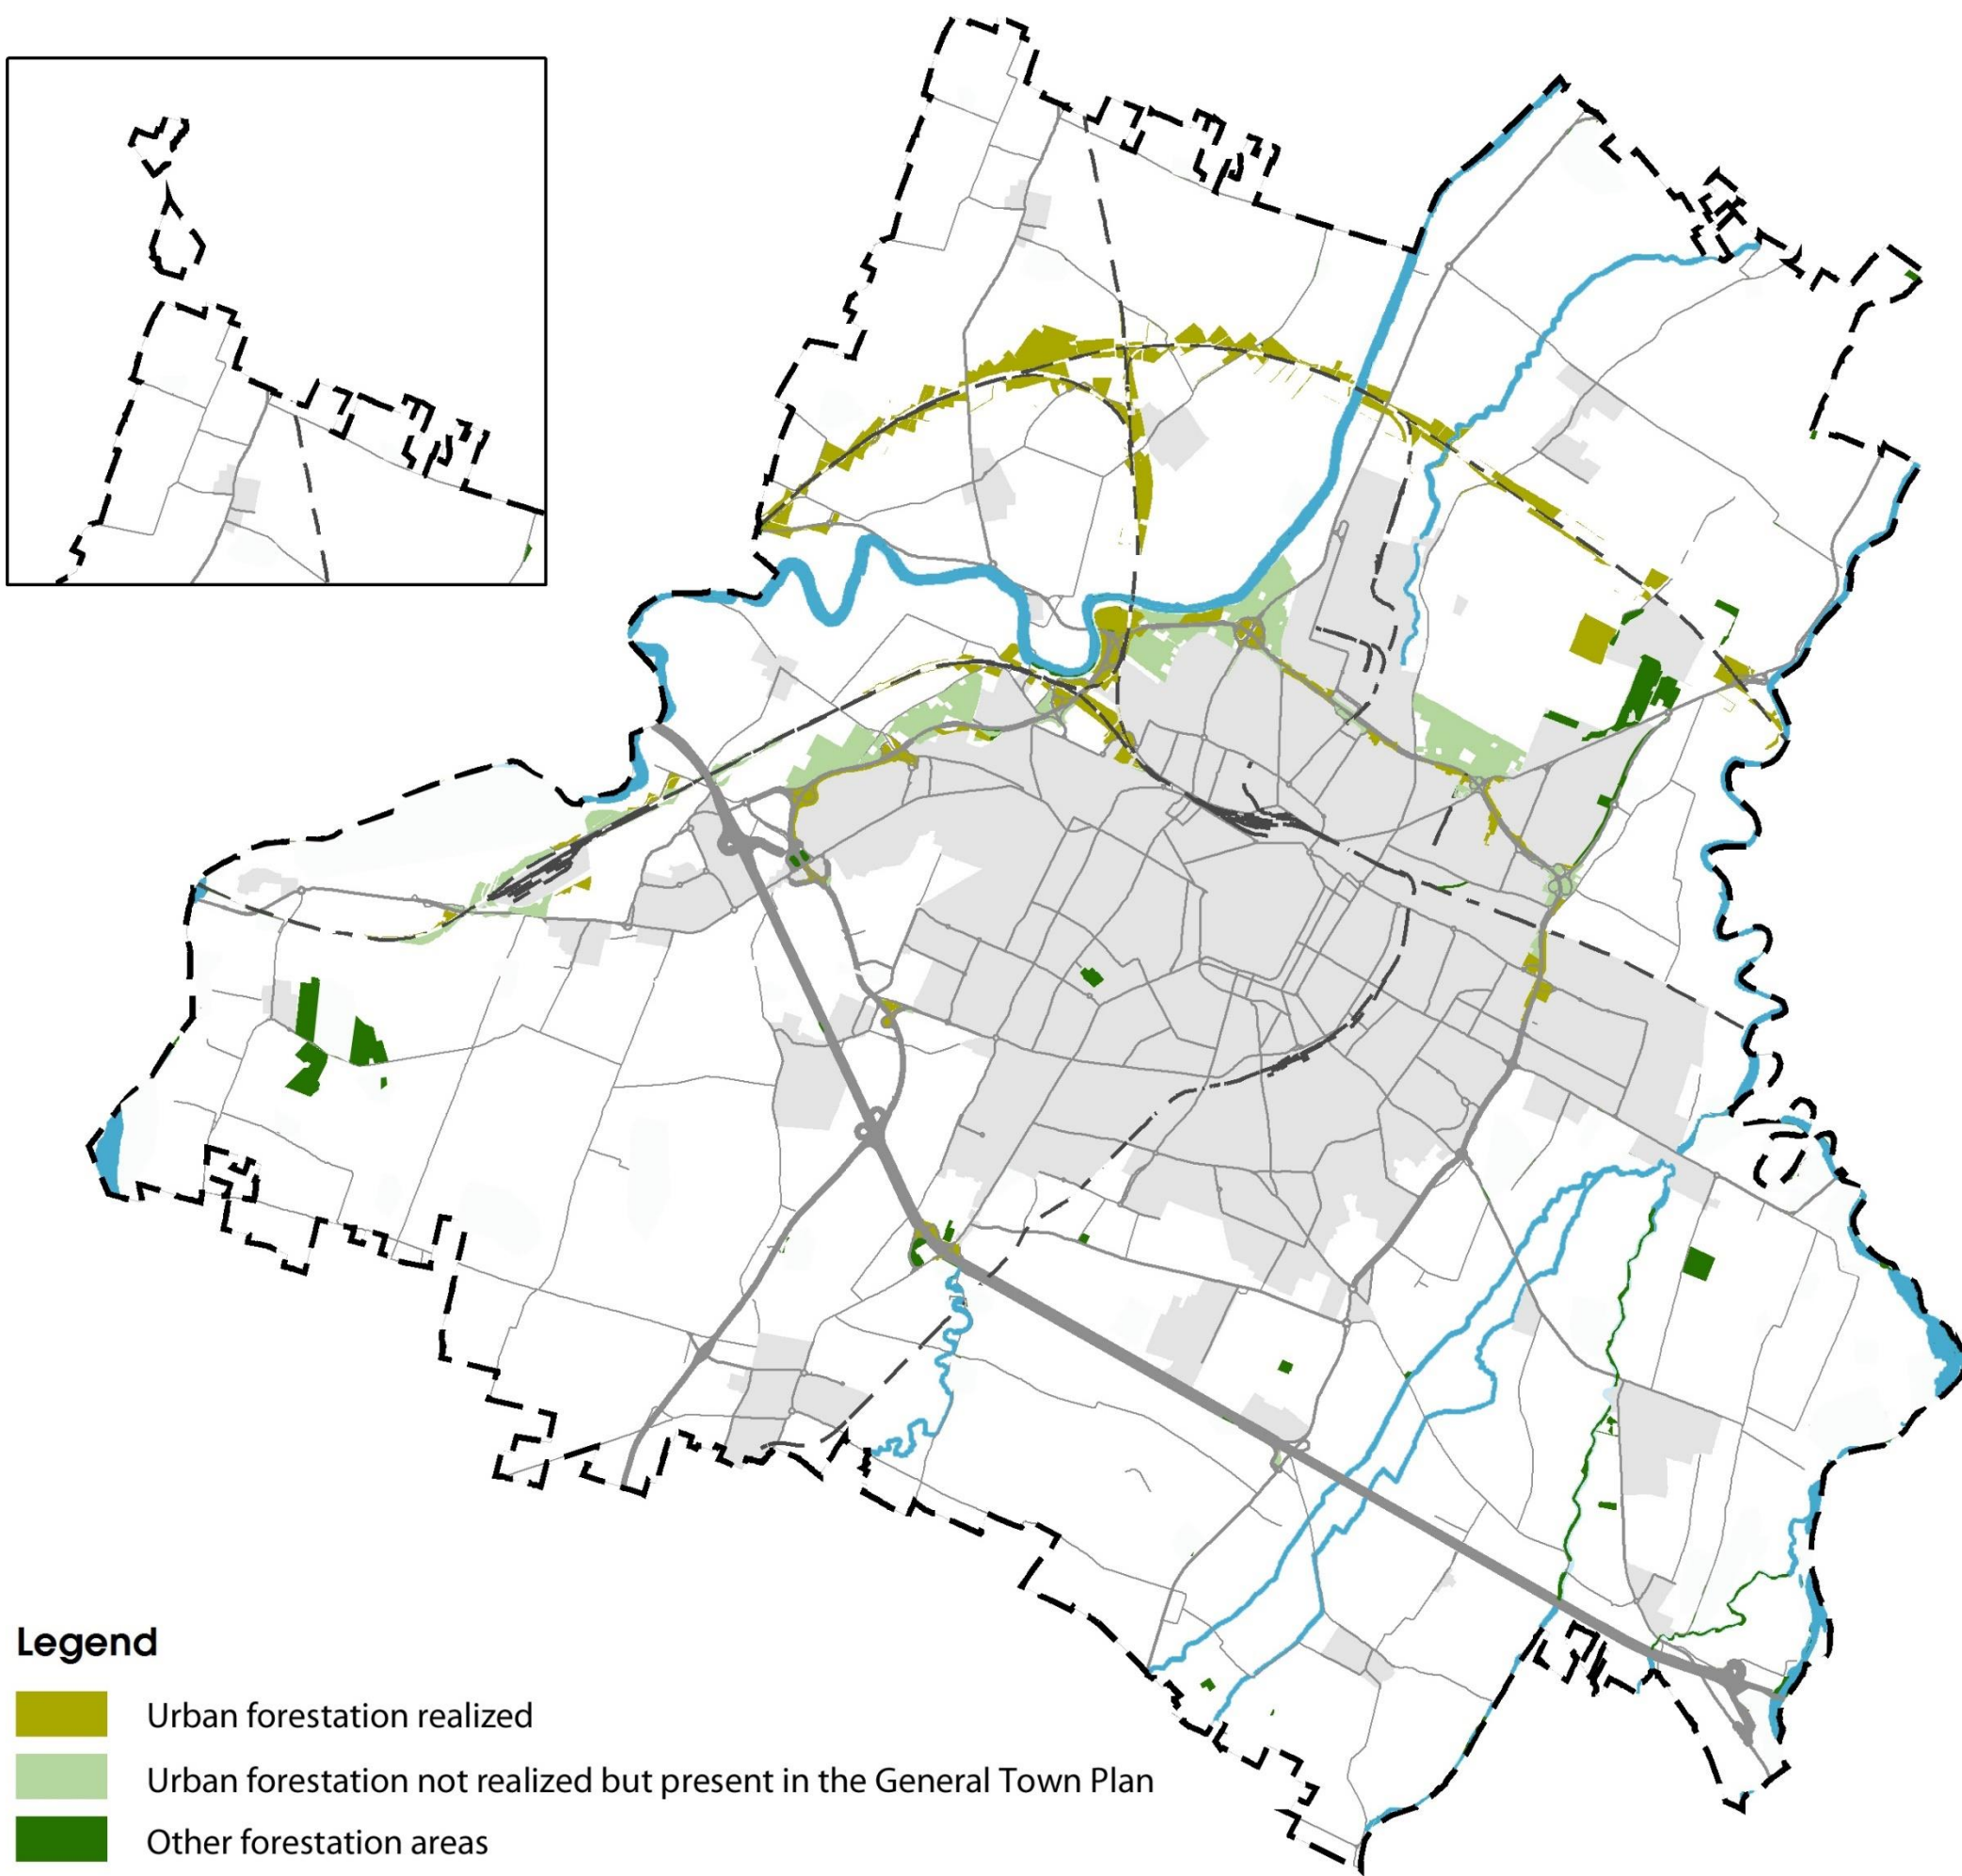 Legend
Urban forestation realized
Urban forestation not realized but present in the General Town Plan
Other forestation areas